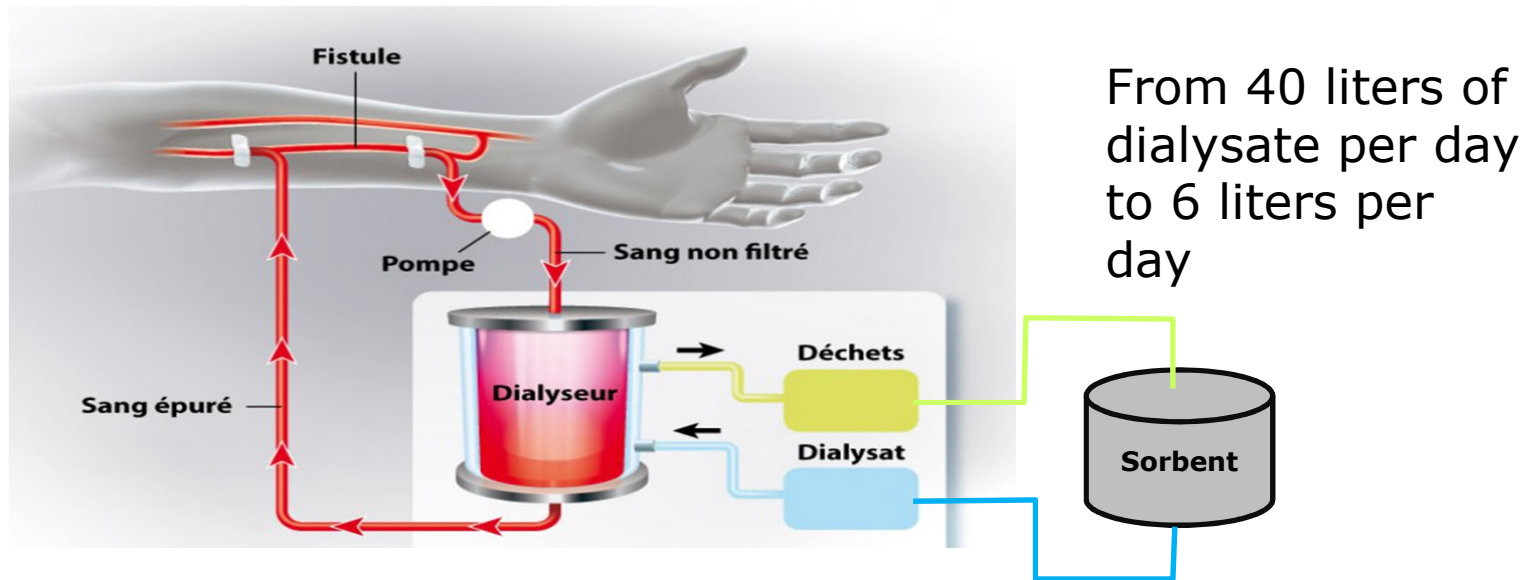 Fistule
From 40 liters of
dialysate per day
to 6 liters per
day
Pompe
Sang non filtré
Déchets
Dialyseur
Sang épuré
Dialysat
Sorbent